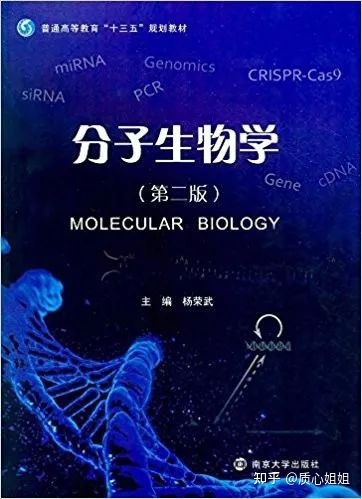 普通高等教育“十三五”规划教材
miRNA
Genomics
CRISPR-Cas9
siRNA
PCR
分子生物学
(第二版)
Gene
cDNA
MOLECULAR BIOLOGY
主编 杨荣武
知乎 @质心姐姐
南京大学出版社